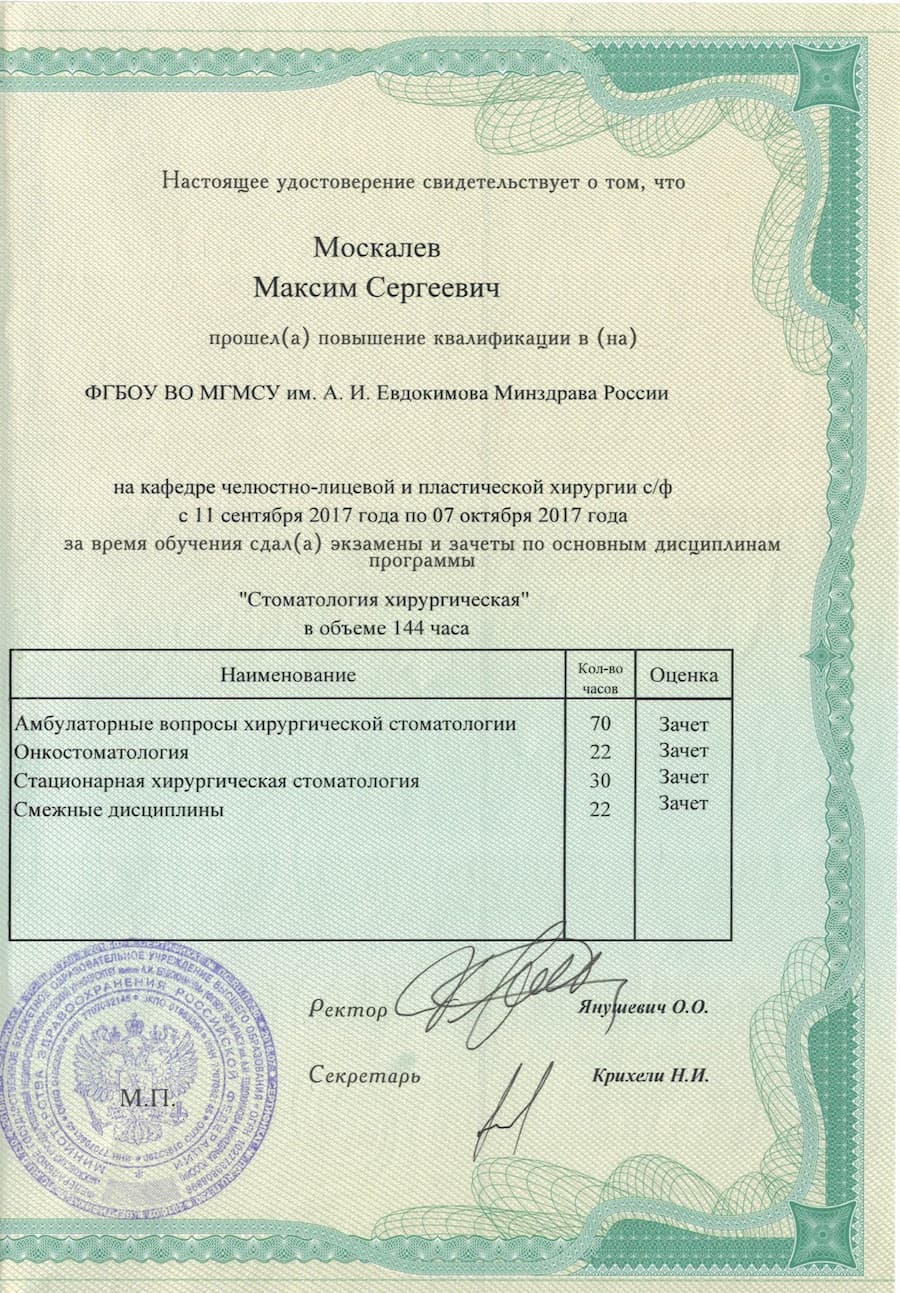 Настоящее удостоверение свидетельствует о том, что
Москалев
Максим Сергеевич
прошел(а) повышение квалификации в (на)
ФГБОУ ВО МГМСУ им. А. И. Евдокимова Минздрава России
на кафедре челюстно-лицевой и пластической хирургии с/ф
с 11 сентября 2017 года по 07 октября 2017 года
за время обучения сдал(а) экзамены и зачеты по основным дисциплинам
программы
"Стоматология хирургическая"
в объеме 144 часа
Наименование Кол-во часов Оценка
Амбулаторные вопросы хирургической стоматологии 70 Зачет
Онкостоматология 22 Зачет
Стационарная хирургическая стоматология 30 Зачет
Смежные дисциплины 22 Зачет
МИНИСТЕРСТВА ЗДРАВООХРАНЕНИЯ РОССИЙСКОЙ ФЕДЕРАЦИИ
М.П.
Ректор Янушевич О.О.
Секретарь Крихели Н.И.